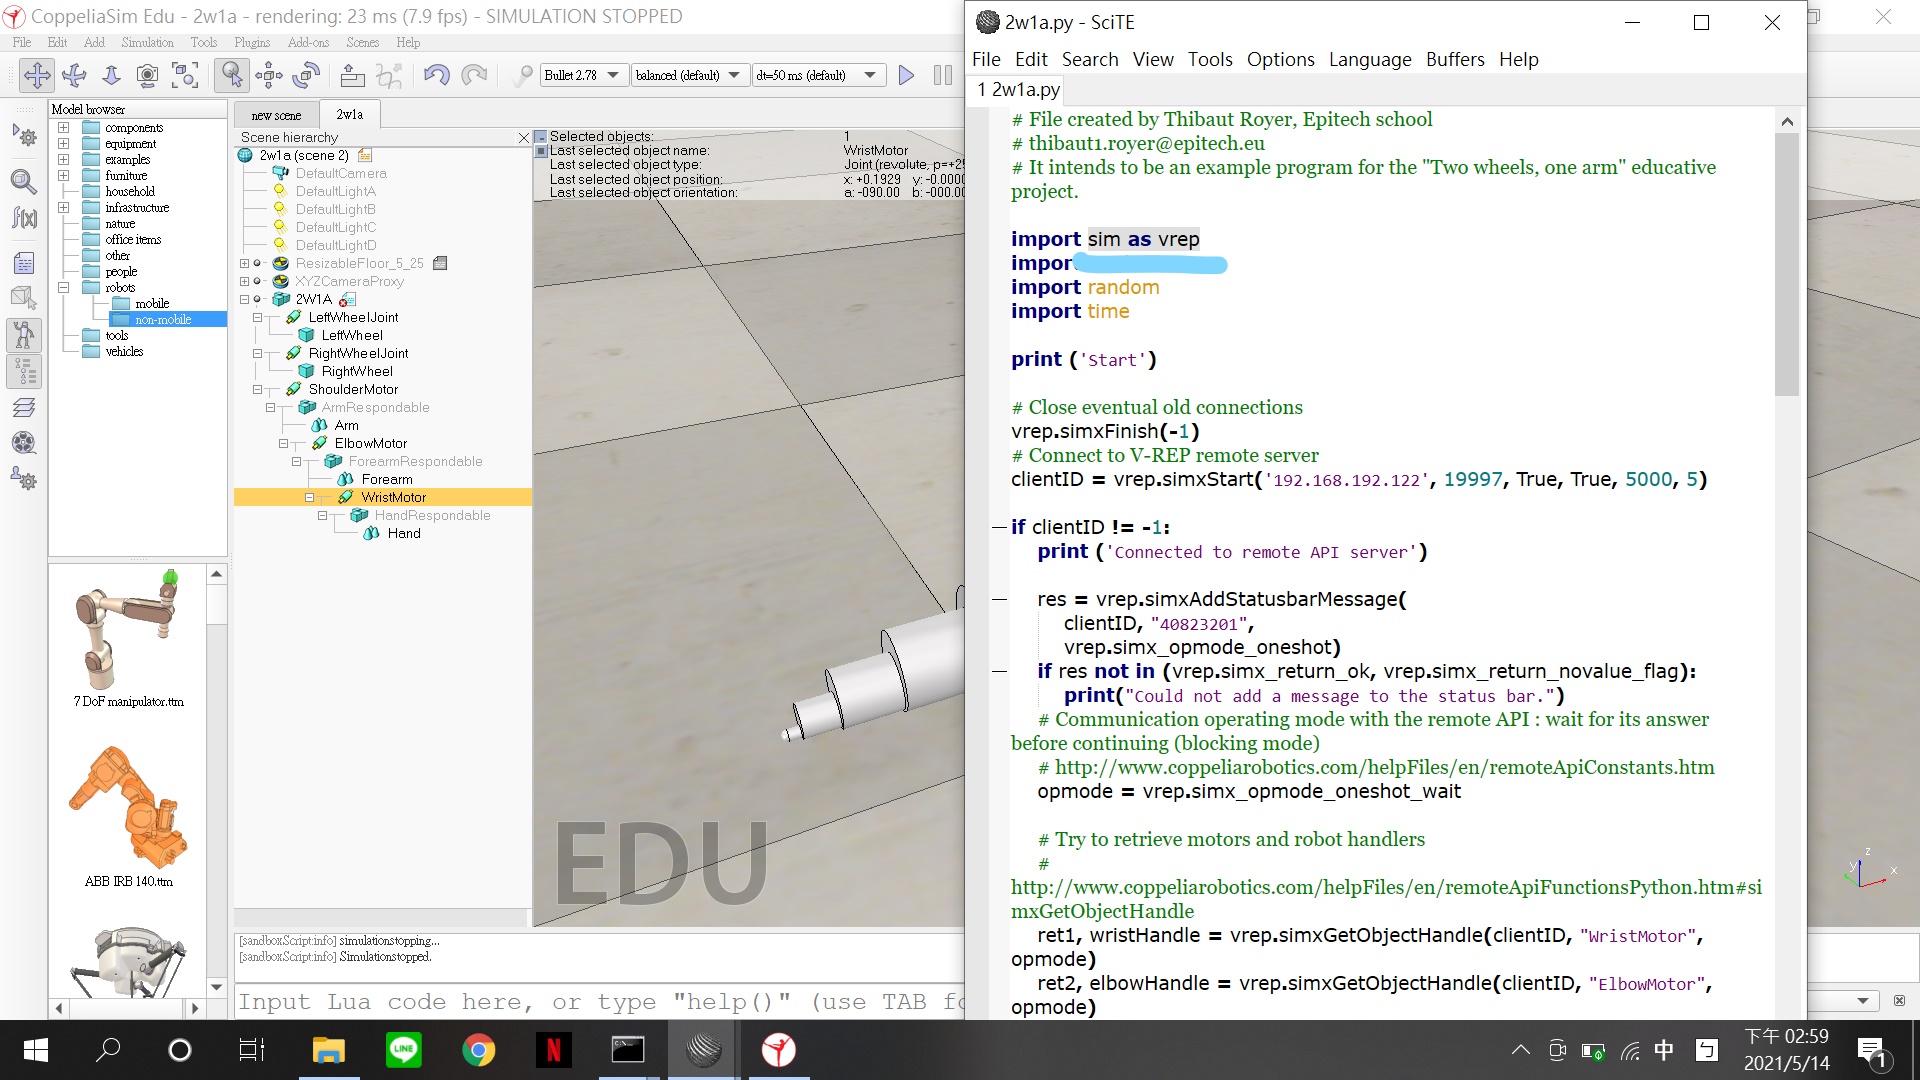 CoppeliaSim Edu - 2w1a - rendering: 23 ms (7.9 fps) - SIMULATION STOPPED
File Edit Add Simulation Tools Plugins Add-ons Scenes Help
Bullet 2.78 balanced (default) dt=50 ms (default)
Model browser
components
equipment
examples
furniture
household
infrastructure
nature
office items
other
people
robots
mobile
non-mobile
tools
vehicles
7 DoF manipulator.ttm
ABB IRB 140.ttm
new scene 2w1a
Scene hierarchy
2w1a (scene 2)
DefaultCamera
DefaultLightA
DefaultLightB
DefaultLightC
DefaultLightD
ResizableFloor_5_25
XYZCameraProxy
2W1A
LeftWheelJoint
LeftWheel
RightWheelJoint
RightWheel
ShoulderMotor
ArmRespondable
Arm
ElbowMotor
ForearmRespondable
Forearm
WristMotor
HandRespondable
Hand
Selected objects: 1
Last selected object name: WristMotor
Last selected object type: Joint (revolute, p=+25
Last selected object position: x: +0.1929 y: -0.0000
Last selected object orientation: a: -090.00 b: -000.00
EDU
[sandboxScript:info] simulationstopping...
[sandboxScript:info] Simulationstopped.
Input Lua code here, or type "help()" (use TAB fo
2w1a.py - SciTE
File Edit Search View Tools Options Language Buffers Help
1 2w1a.py
# File created by Thibaut Royer, Epitech school
# thibaut1.royer@epitech.eu
# It intends to be an example program for the "Two wheels, one arm" educative
project.
import sim as vrep
impor
import random
import time
print ('Start')
# Close eventual old connections
vrep.simxFinish(-1)
# Connect to V-REP remote server
clientID = vrep.simxStart('192.168.192.122', 19997, True, True, 5000, 5)
if clientID != -1:
print ('Connected to remote API server')
res = vrep.simxAddStatusbarMessage(
clientID, "40823201",
vrep.simx_opmode_oneshot)
if res not in (vrep.simx_return_ok, vrep.simx_return_novalue_flag):
print("Could not add a message to the status bar.")
# Communication operating mode with the remote API : wait for its answer
before continuing (blocking mode)
# http://www.coppeliarobotics.com/helpFiles/en/remoteApiConstants.htm
opmode = vrep.simx_opmode_oneshot_wait
# Try to retrieve motors and robot handlers
#
http://www.coppeliarobotics.com/helpFiles/en/remoteApiFunctionsPython.htm#si
mxGetObjectHandle
ret1, wristHandle = vrep.simxGetObjectHandle(clientID, "WristMotor",
opmode)
ret2, elbowHandle = vrep.simxGetObjectHandle(clientID, "ElbowMotor",
opmode)
z
y
x
LINE
N
中
ㄅ
下午 02:59
2021/5/14
1